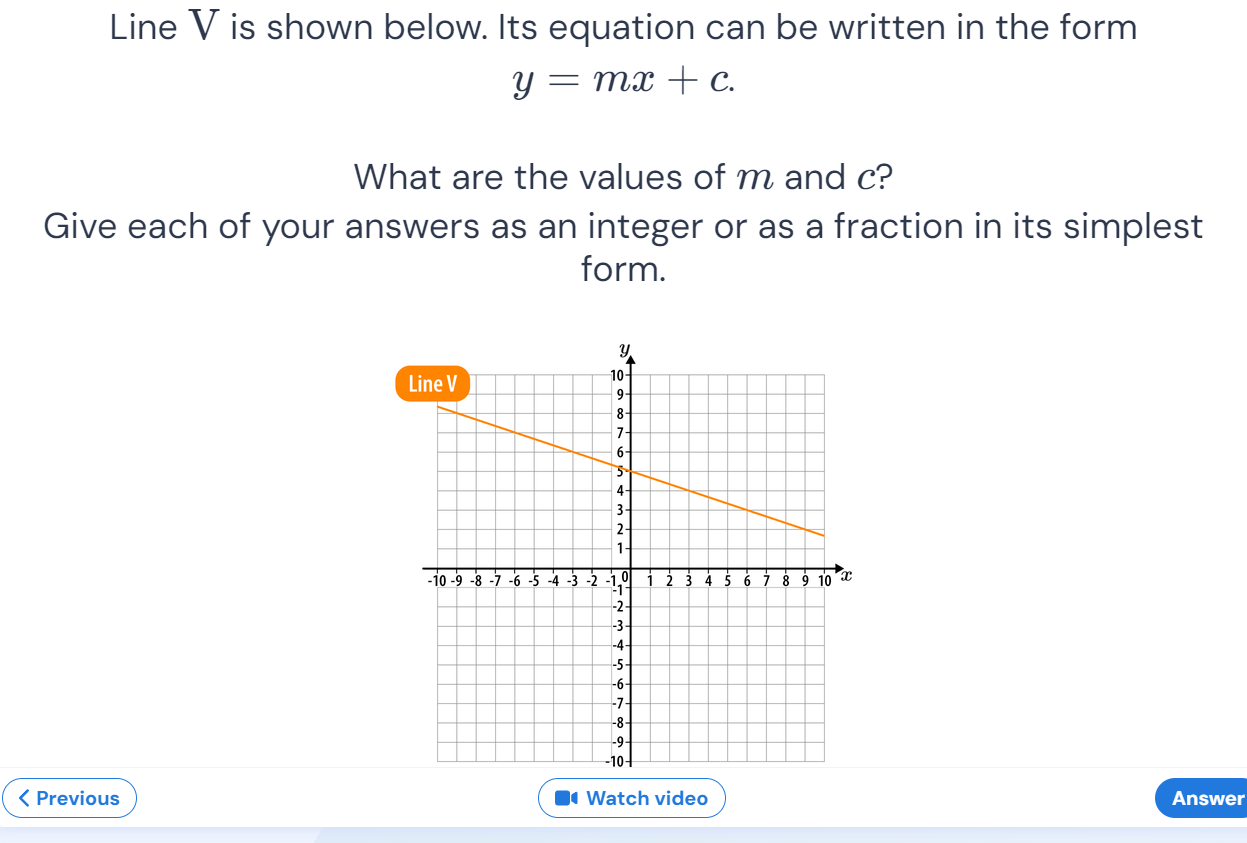 Line V is shown below. Its equation can be written in the form
y = mx + c.
What are the values of m and c?
Give each of your answers as an integer or as a fraction in its simplest
form.
y
Line V
10
9
8
7
6
5
4
3
2
1
-10 -9 -8 -7 -6 -5 -4 -3 -2 -1 0 1 2 3 4 5 6 7 8 9 10 x
-1
-2
-3
-4
-5
-6
-7
-8
-9
-10
Previous
Watch video
Answer